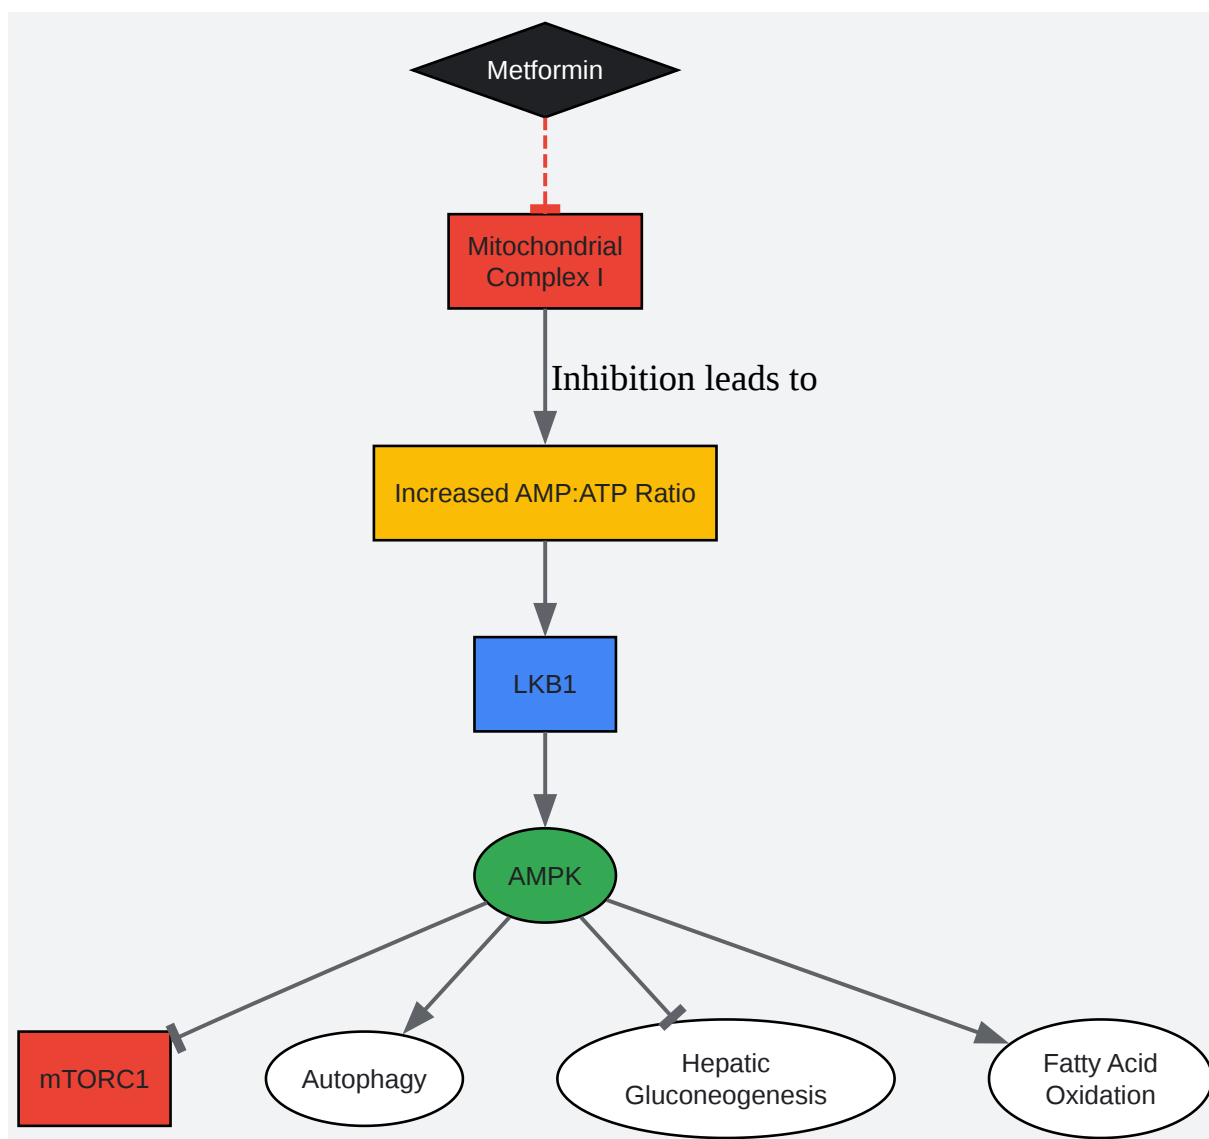 Metformin
Mitochondrial
Complex I
Inhibition leads to
Increased AMP:ATP Ratio
LKB1
AMPK
mTORC1
Autophagy
Hepatic
Gluconeogenesis
Fatty Acid
Oxidation